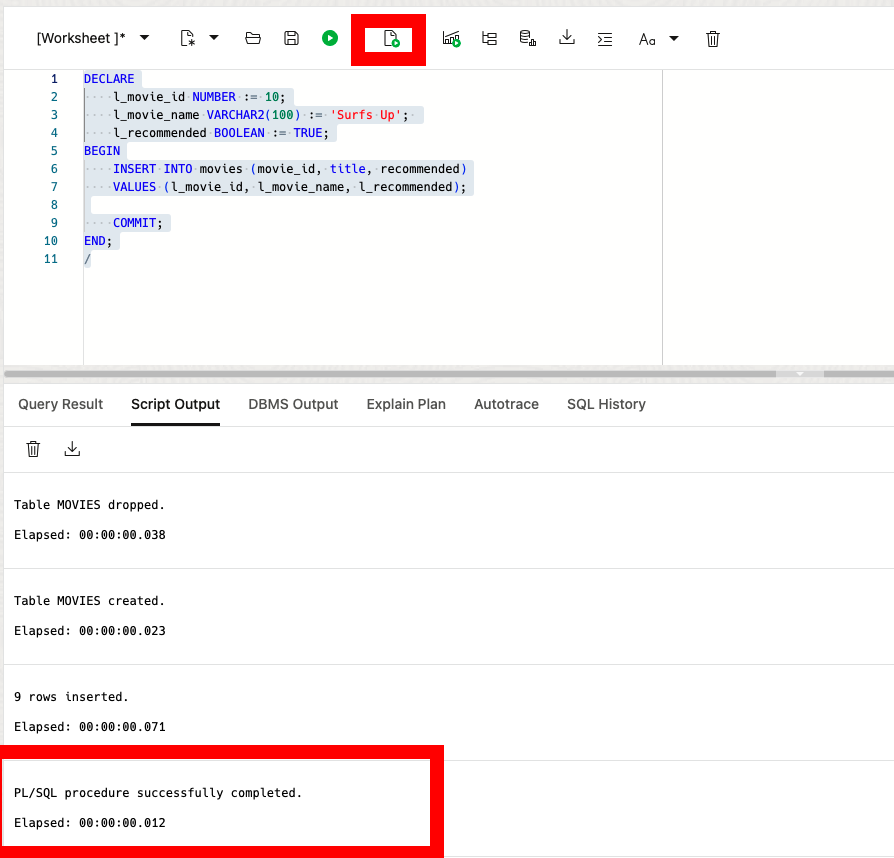 [Worksheet ]*
Aa
1 DECLARE
2 ····l_movie_id·NUMBER·:=·10;
3 ····l_movie_name·VARCHAR2(100)·:=·'Surfs·Up';·
4 ····l_recommended·BOOLEAN·:=·TRUE;
5 BEGIN
6 ····INSERT·INTO·movies·(movie_id,·title,·recommended)
7 ····VALUES·(l_movie_id,·l_movie_name,·l_recommended);
8
9 ····COMMIT;
10 END;
11 /
Query Result Script Output DBMS Output Explain Plan Autotrace SQL History
Table MOVIES dropped.
Elapsed: 00:00:00.038
Table MOVIES created.
Elapsed: 00:00:00.023
9 rows inserted.
Elapsed: 00:00:00.071
PL/SQL procedure successfully completed.
Elapsed: 00:00:00.012